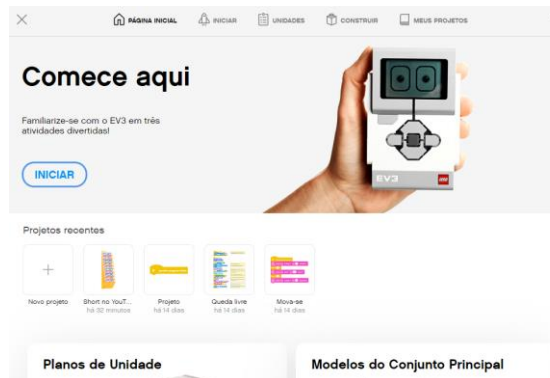 PÁGINA INICIAL INICIAR UNIDADES CONSTRUIR MEUS PROJETOS
Comece aqui
Familiarize-se com o EV3 em três
atividades divertidas!
INICIAR
EV3
Projetos recentes
Novo projeto Short no YouT... Projeto Queda livre Mova-se
há 32 minutos há 14 dias há 14 dias há 14 dias
Planos de Unidade Modelos do Conjunto Principal